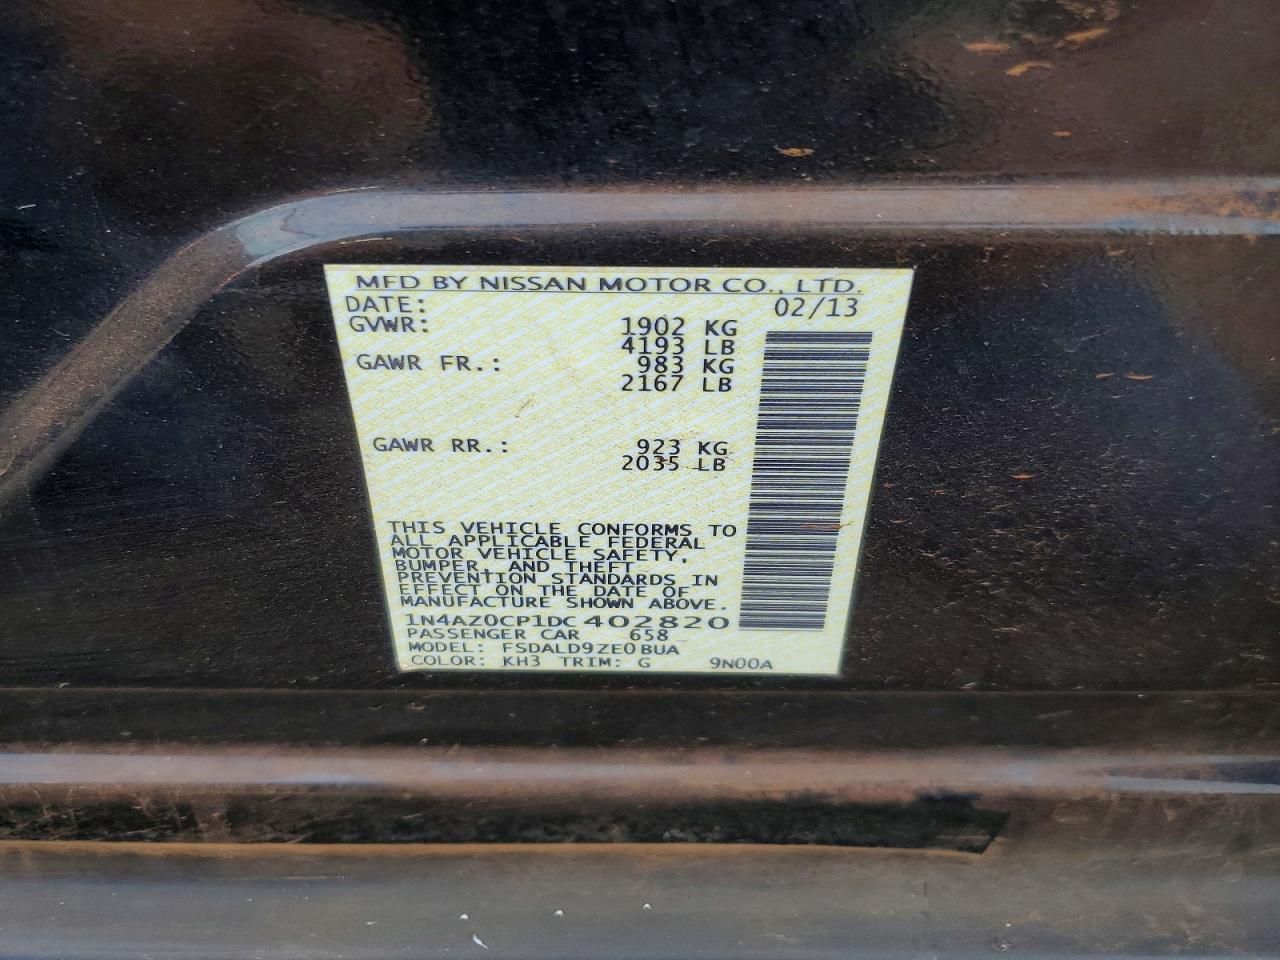 MFD BY NISSAN MOTOR CO., LTD.
DATE: 02/13
GVWR: 1902 KG
4193 LB
GAWR FR.: 983 KG
2167 LB
GAWR RR.: 923 KG
2035 LB
THIS VEHICLE CONFORMS TO
ALL APPLICABLE FEDERAL
MOTOR VEHICLE SAFETY,
BUMPER, AND THEFT
PREVENTION STANDARDS IN
EFFECT ON THE DATE OF
MANUFACTURE SHOWN ABOVE.
1N4AZ0CP1DC402820
PASSENGER CAR 658
MODEL: FSDALD9ZE0BUA
COLOR: KH3 TRIM: G 9N00A